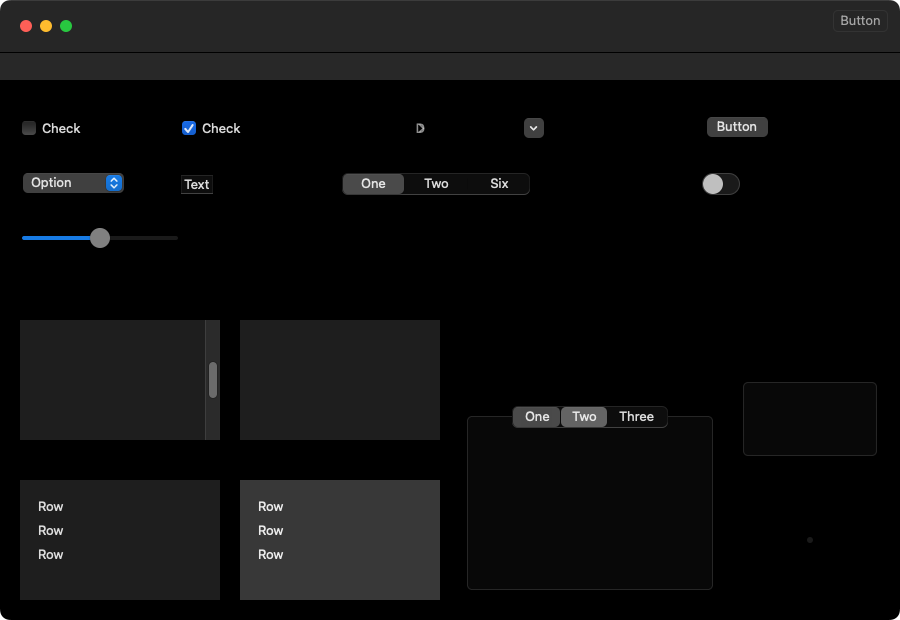 Button
Check
Check
D
Button
Option
Text
One
Two
Six
One
Two
Three
Row
Row
Row
Row
Row
Row